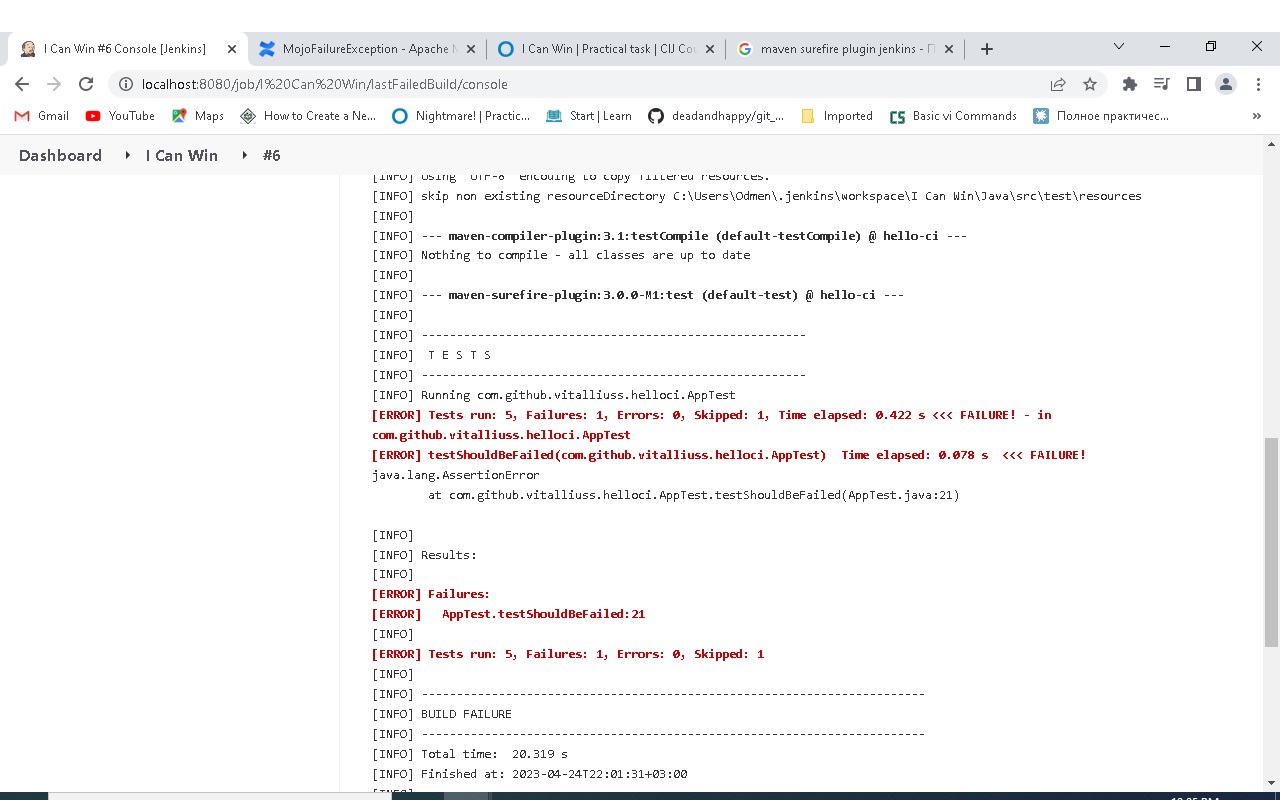 I Can Win #6 Console [Jenkins]
MojoFailureException - Apache M
I Can Win | Practical task | CIJ Cou
maven surefire plugin jenkins - П
localhost:8080/job/I%20Can%20Win/lastFailedBuild/console
Gmail
YouTube
Maps
How to Create a Ne...
Nightmare! | Practic...
Start | Learn
deadandhappy/git_...
Imported
Basic vi Commands
Полное практичес...
»
Dashboard
I Can Win
#6
[INFO] Using 'UTF-8' encoding to copy filtered resources.
[INFO] skip non existing resourceDirectory C:\Users\Odmen\.jenkins\workspace\I Can Win\Java\src\test\resources
[INFO]
[INFO] --- maven-compiler-plugin:3.1:testCompile (default-testCompile) @ hello-ci ---
[INFO] Nothing to compile - all classes are up to date
[INFO]
[INFO] --- maven-surefire-plugin:3.0.0-M1:test (default-test) @ hello-ci ---
[INFO]
[INFO] -------------------------------------------------------
[INFO]  T E S T S
[INFO] -------------------------------------------------------
[INFO] Running com.github.vitalliuss.helloci.AppTest
[ERROR] Tests run: 5, Failures: 1, Errors: 0, Skipped: 1, Time elapsed: 0.422 s <<< FAILURE! - in
com.github.vitalliuss.helloci.AppTest
[ERROR] testShouldBeFailed(com.github.vitalliuss.helloci.AppTest)  Time elapsed: 0.078 s  <<< FAILURE!
java.lang.AssertionError
at com.github.vitalliuss.helloci.AppTest.testShouldBeFailed(AppTest.java:21)
[INFO]
[INFO] Results:
[INFO]
[ERROR] Failures:
[ERROR]   AppTest.testShouldBeFailed:21
[INFO]
[ERROR] Tests run: 5, Failures: 1, Errors: 0, Skipped: 1
[INFO]
[INFO] ------------------------------------------------------------------------
[INFO] BUILD FAILURE
[INFO] ------------------------------------------------------------------------
[INFO] Total time:  20.319 s
[INFO] Finished at: 2023-04-24T22:01:31+03:00